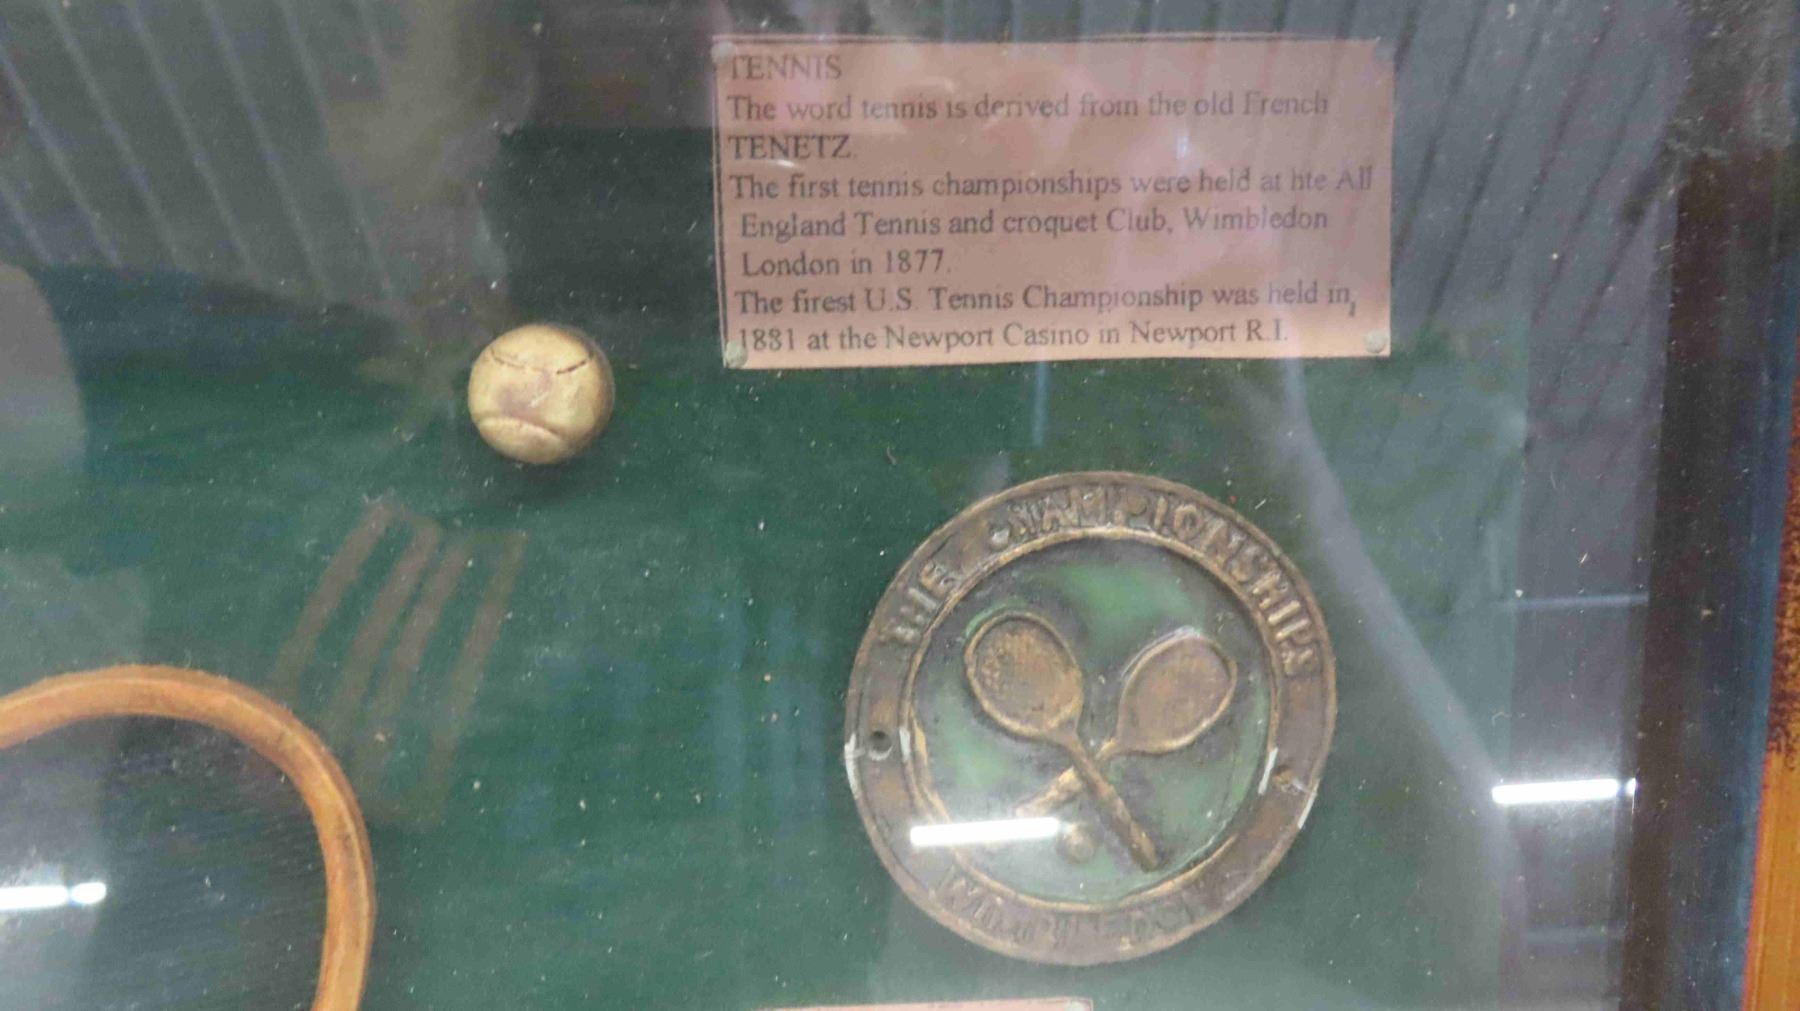 TENNIS
The word tennis is derived from the old French
TENETZ.
The first tennis championships were held at hte All
England Tennis and croquet Club, Wimbledon
London in 1877.
The firest U.S. Tennis Championship was held in,
1881 at the Newport Casino in Newport R.I.
THE CHAMPIONSHIPS
WIMBLEDON